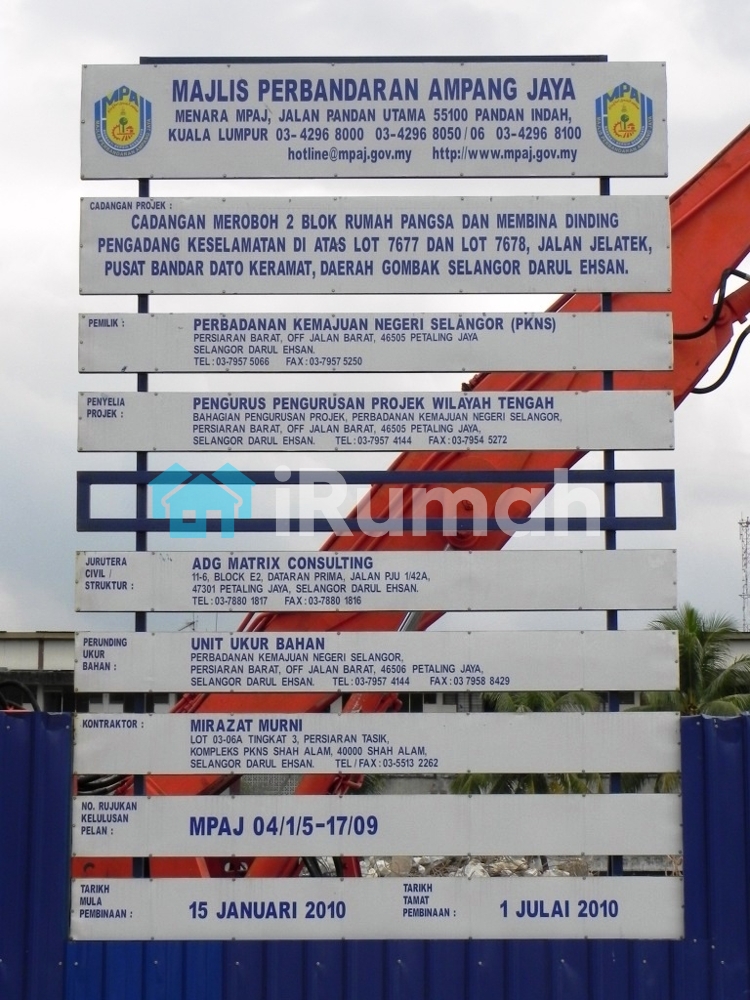 MAJLIS PERBANDARAN AMPANG JAYA
MENARA MPAJ, JALAN PANDAN UTAMA 55100 PANDAN INDAH,
KUALA LUMPUR 03-4296 8000 03-4296 8050/06 03-4296 8100
hotline@mpaj.gov.my http://www.mpaj.gov.my
MPAJ
MPAJ
CADANGAN PROJEK :
CADANGAN MEROBOH 2 BLOK RUMAH PANGSA DAN MEMBINA DINDING
PENGADANG KESELAMATAN DI ATAS LOT 7677 DAN LOT 7678, JALAN JELATEK,
PUSAT BANDAR DATO KERAMAT, DAERAH GOMBAK SELANGOR DARUL EHSAN.
PEMILIK :
PERBADANAN KEMAJUAN NEGERI SELANGOR (PKNS)
PERSIARAN BARAT, OFF JALAN BARAT, 46505 PETALING JAYA
SELANGOR DARUL EHSAN.
TEL : 03-7957 5066 FAX : 03-7957 5250
PENYELIA
PROJEK :
PENGURUS PENGURUSAN PROJEK WILAYAH TENGAH
BAHAGIAN PENGURUSAN PROJEK, PERBADANAN KEMAJUAN NEGERI SELANGOR,
PERSIARAN BARAT, OFF JALAN BARAT, 46505 PETALING JAYA,
SELANGOR DARUL EHSAN. TEL : 03-7957 4144 FAX : 03-7954 5272
iRumah
JURUTERA
CIVIL /
STRUKTUR :
ADG MATRIX CONSULTING
11-6, BLOCK E2, DATARAN PRIMA, JALAN PJU 1/42A,
47301 PETALING JAYA, SELANGOR DARUL EHSAN.
TEL : 03-7880 1817 FAX : 03-7880 1816
PERUNDING
UKUR
BAHAN :
UNIT UKUR BAHAN
PERBADANAN KEMAJUAN NEGERI SELANGOR,
PERSIARAN BARAT, OFF JALAN BARAT, 46506 PETALING JAYA,
SELANGOR DARUL EHSAN. TEL : 03-7957 4144 FAX : 03 7958 8429
KONTRAKTOR :
MIRAZAT MURNI
LOT 03-06A TINGKAT 3, PERSIARAN TASIK,
KOMPLEKS PKNS SHAH ALAM, 40000 SHAH ALAM,
SELANGOR DARUL EHSAN. TEL / FAX : 03-5513 2262
NO. RUJUKAN
KELULUSAN
PELAN :
MPAJ 04/1/5-17/09
TARIKH
MULA
PEMBINAAN :
15 JANUARI 2010
TARIKH
TAMAT
PEMBINAAN :
1 JULAI 2010